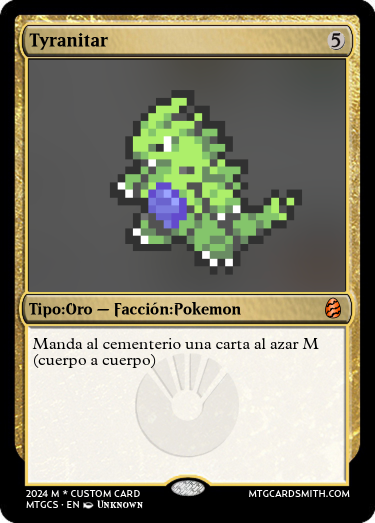 Tyranitar 5
Tipo:Oro — Facción:Pokemon
Manda al cementerio una carta al azar M
(cuerpo a cuerpo)
2024 M * CUSTOM CARD MTGCARDSMITH.COM
MTGCS · EN UNKNOWN